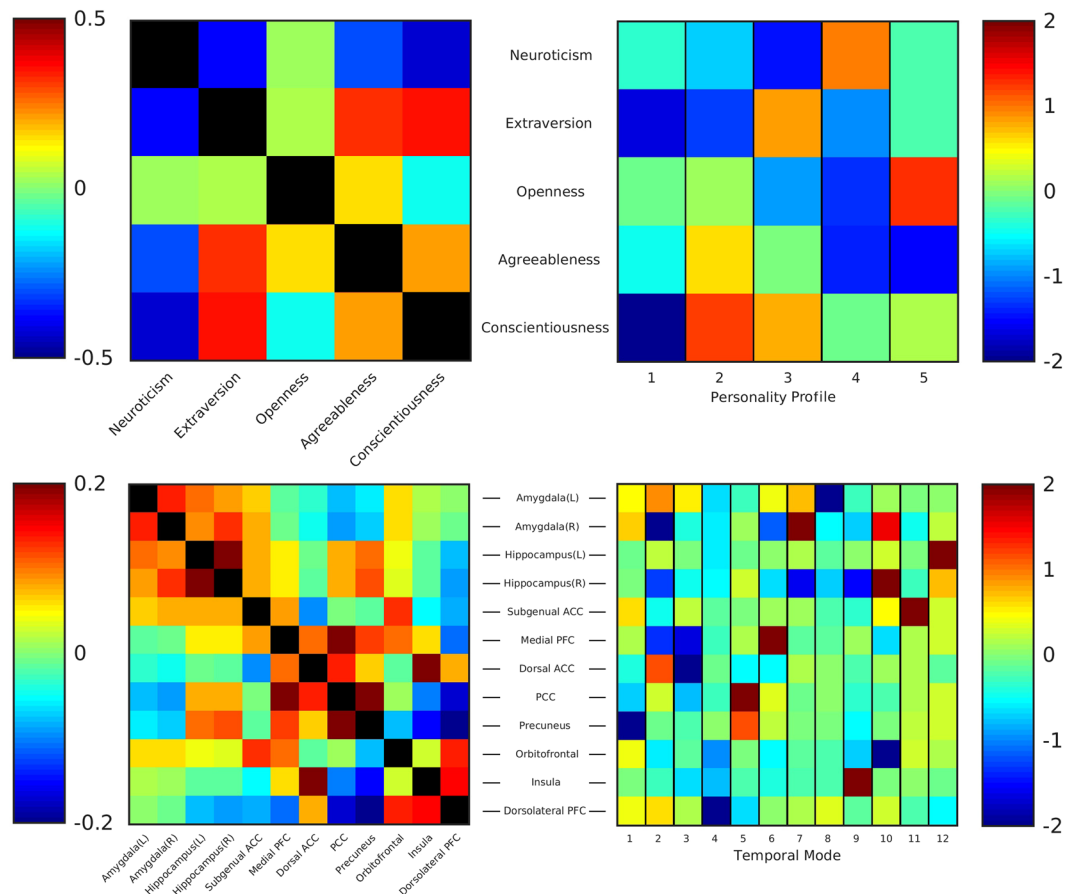 0.5
0
-0.5
Neuroticism
Extraversion
Openness
Agreeableness
Conscientiousness
Neuroticism
Extraversion
Openness
Agreeableness
Conscientiousness
1 2 3 4 5
Personality Profile
2
1
0
-1
-2
0.2
0
-0.2
Amygdala(L)
Amygdala(R)
Hippocampus(L)
Hippocampus(R)
Subgenual ACC
Medial PFC
Dorsal ACC
PCC
Precuneus
Orbitofrontal
Insula
Dorsolateral PFC
Amygdala(L)
Amygdala(R)
Hippocampus(L)
Hippocampus(R)
Subgenual ACC
Medial PFC
Dorsal ACC
PCC
Precuneus
Orbitofrontal
Insula
Dorsolateral PFC
1 2 3 4 5 6 7 8 9 10 11 12
Temporal Mode
2
1
0
-1
-2